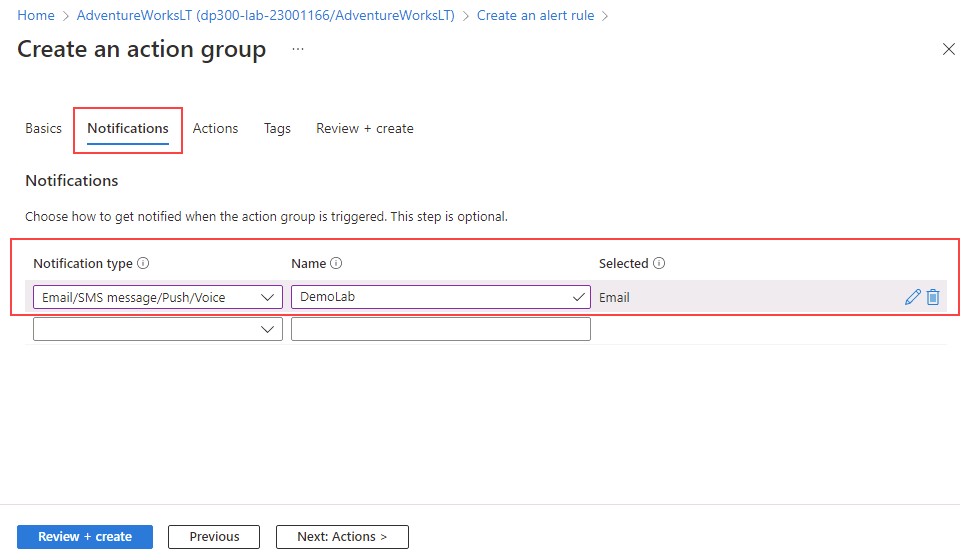 Home > AdventureWorksLT (dp300-lab-23001166/AdventureWorksLT) > Create an alert rule >
Create an action group ...
Basics Notifications Actions Tags Review + create
Notifications
Choose how to get notified when the action group is triggered. This step is optional.
Notification type Name Selected
Email/SMS message/Push/Voice DemoLab Email
Review + create Previous Next: Actions >